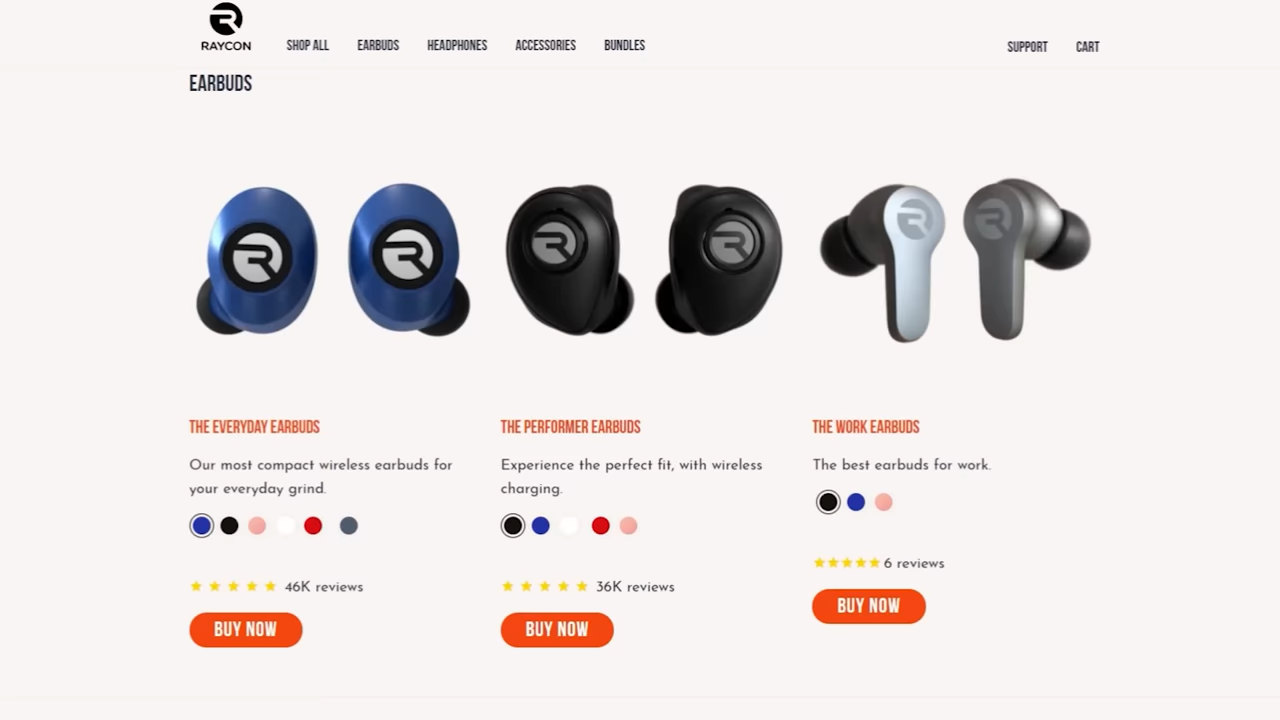 RAYCON
SHOP ALL EARBUDS HEADPHONES ACCESSORIES BUNDLES SUPPORT CART
EARBUDS
THE EVERYDAY EARBUDS
Our most compact wireless earbuds for
your everyday grind.
46K reviews
BUY NOW
THE PERFORMER EARBUDS
Experience the perfect fit, with wireless
charging.
36K reviews
BUY NOW
THE WORK EARBUDS
The best earbuds for work.
6 reviews
BUY NOW